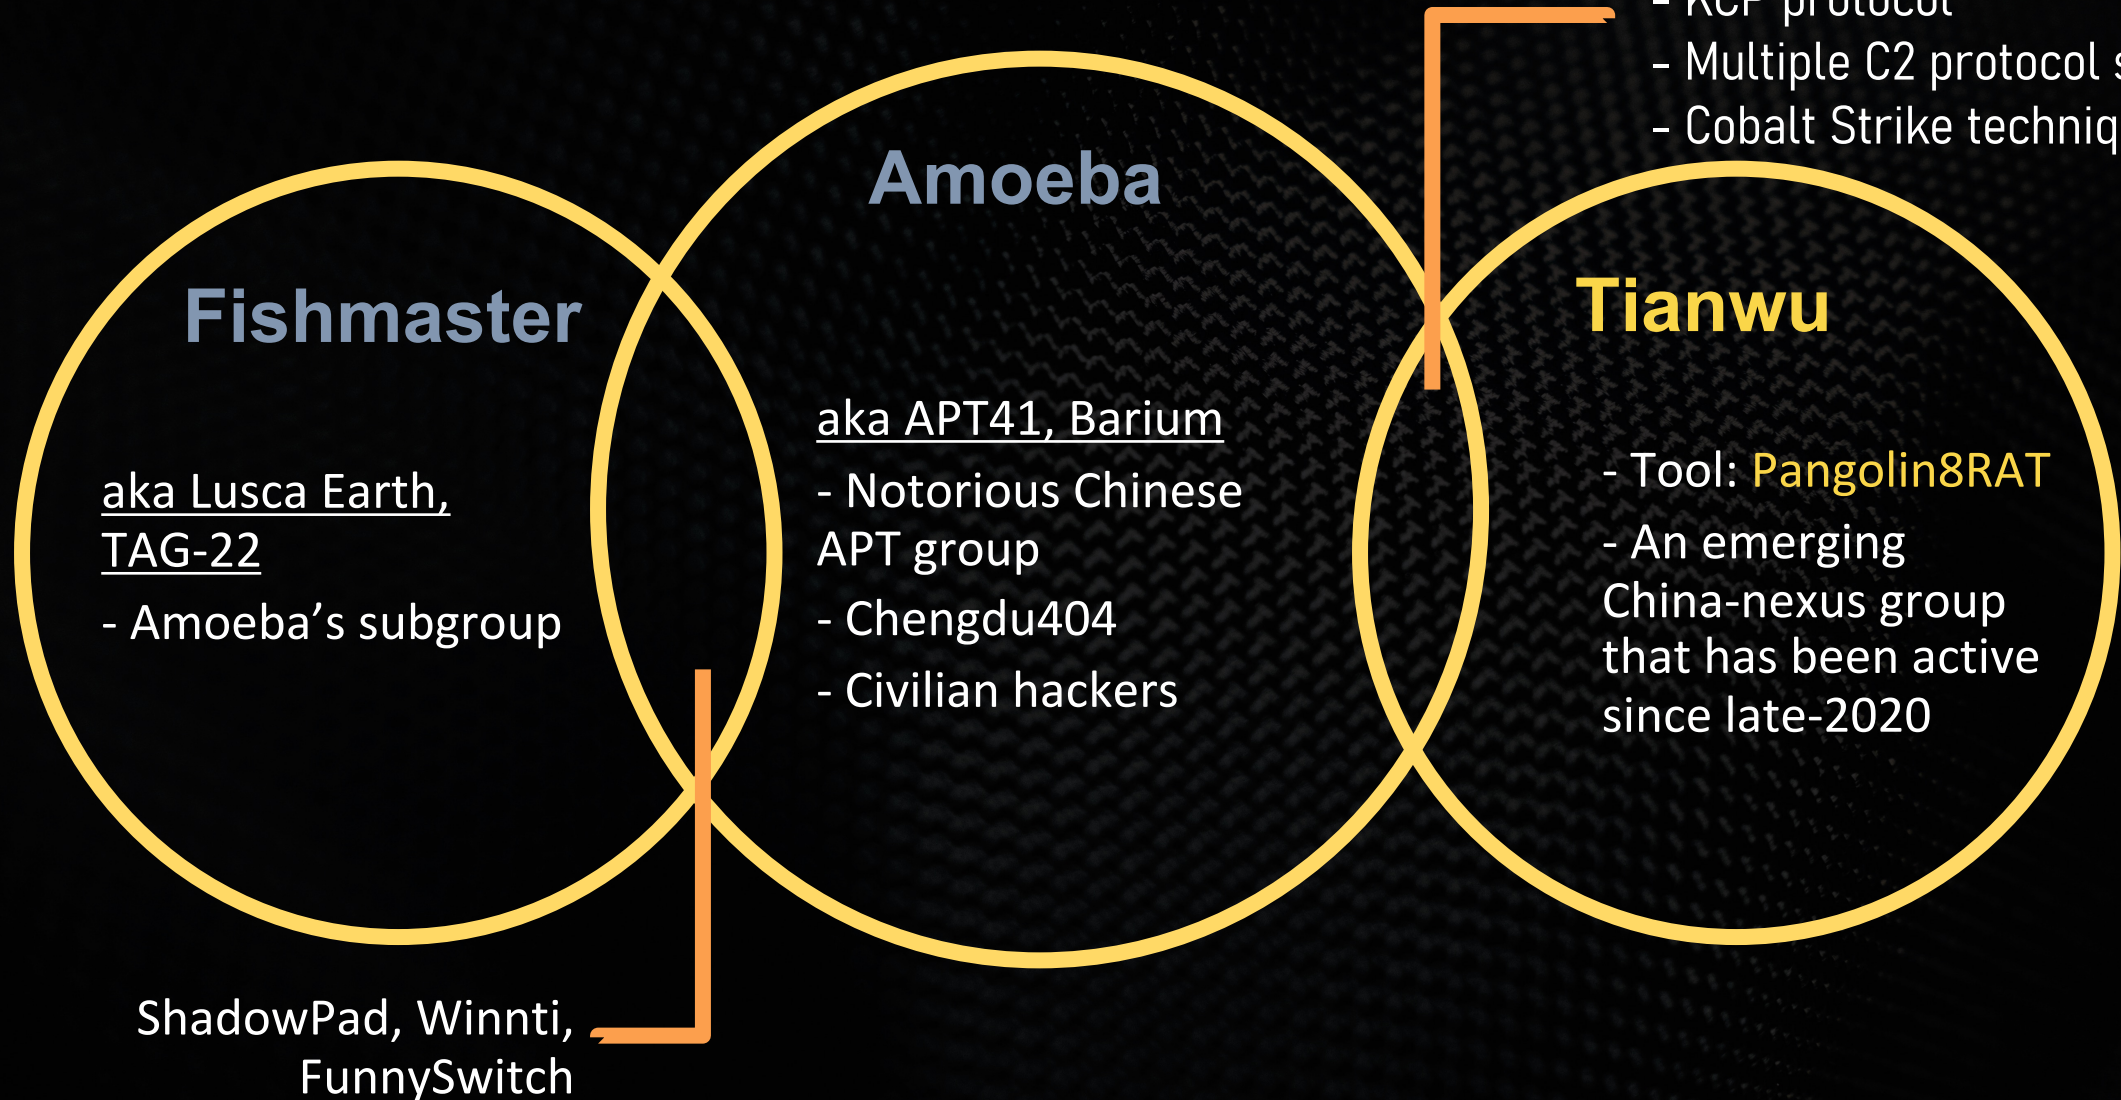 - KCP protocol
- Multiple C2 protocol
- Cobalt Strike
Amoeba
Fishmaster
Tianwu
aka Lusca Earth,
TAG-22
- Amoeba’s subgroup
aka APT41, Barium
- Notorious Chinese
APT group
- Chengdu404
- Civilian hackers
- Tool: Pangolin8RAT
- An emerging
China-nexus group
that has been active
since late-2020
ShadowPad, Winnti,
FunnySwitch